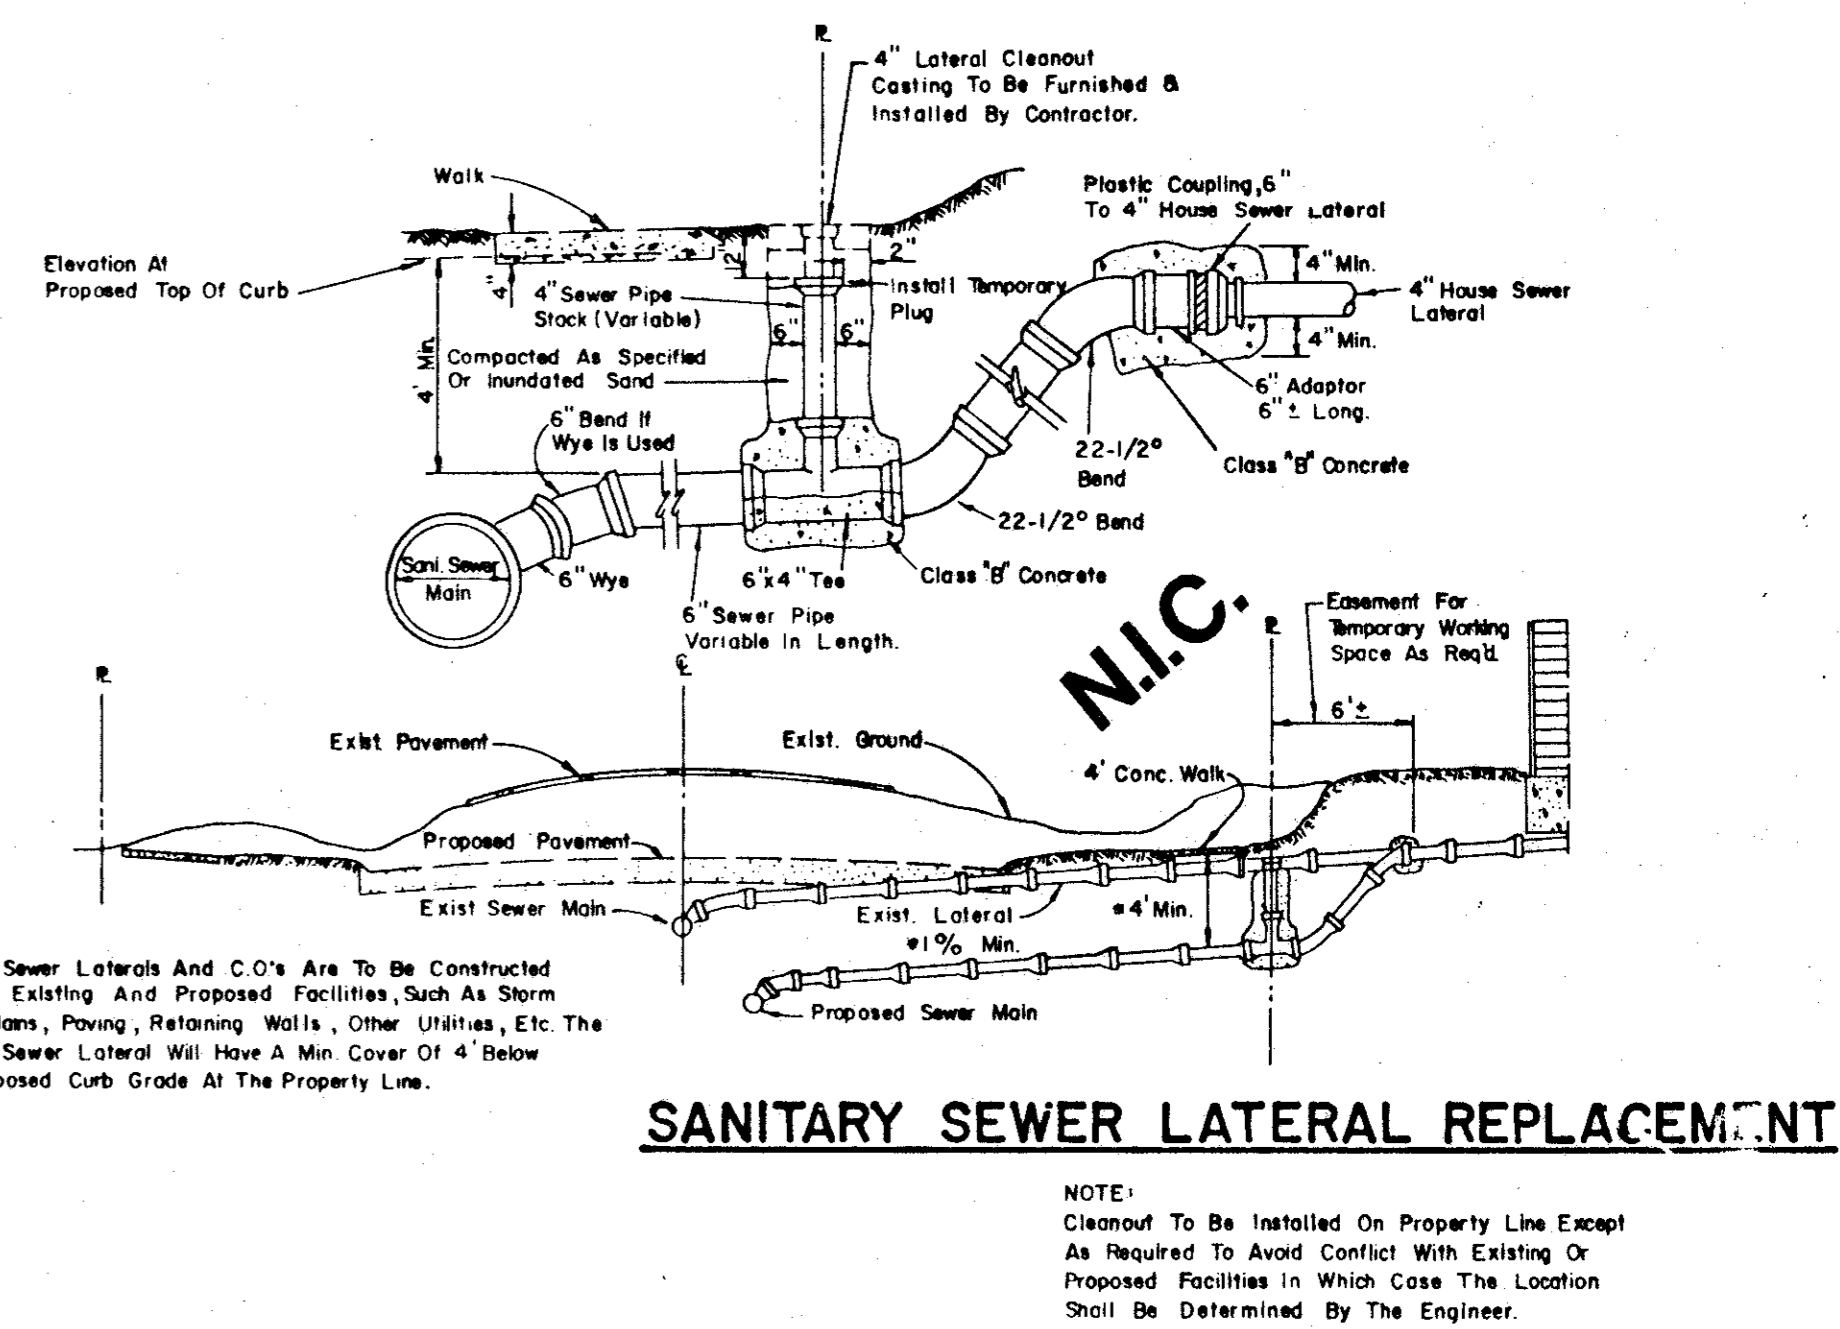 PL
4" Lateral Cleanout
Casting To Be Furnished &
Installed By Contractor.
Walk
Plastic Coupling,6"
To 4" House Sewer Lateral
Elevation At
Proposed Top Of Curb
4"
2"
2"
4" Sewer Pipe
Stack (Variable)
Install Temporary
Plug
4" Min.
4" House Sewer
Lateral
4" Min.
6"
6"
4' Min.
Compacted As Specified
Or Inundated Sand
6" Adaptor
6" ± Long.
6" Bend If
Wye Is Used
22-1/2°
Bend
Class "B" Concrete
22-1/2° Bend
Sani. Sewer
Main
6" Wye
6"x4" Tee
Class "B" Concrete
6" Sewer Pipe
Variable In Length.
N.I.C.
Easement For
Temporary Working
Space As Req'd.
PL
CL
PL
6'±
Exist Pavement
Exist. Ground
4' Conc. Walk
Proposed Pavement
Exist Sewer Main
Exist. Lateral
*4' Min.
*1% Min.
Proposed Sewer Main
Sewer Laterals And C.O.'s Are To Be Constructed
Existing And Proposed Facilities, Such As Storm
ains, Paving, Retaining Walls, Other Utilities, Etc. The
Sewer Lateral Will Have A Min. Cover Of 4' Below
posed Curb Grade At The Property Line.
SANITARY SEWER LATERAL REPLACEMENT
NOTE:
Cleanout To Be Installed On Property Line Except
As Required To Avoid Conflict With Existing Or
Proposed Facilities In Which Case The Location
Shall Be Determined By The Engineer.